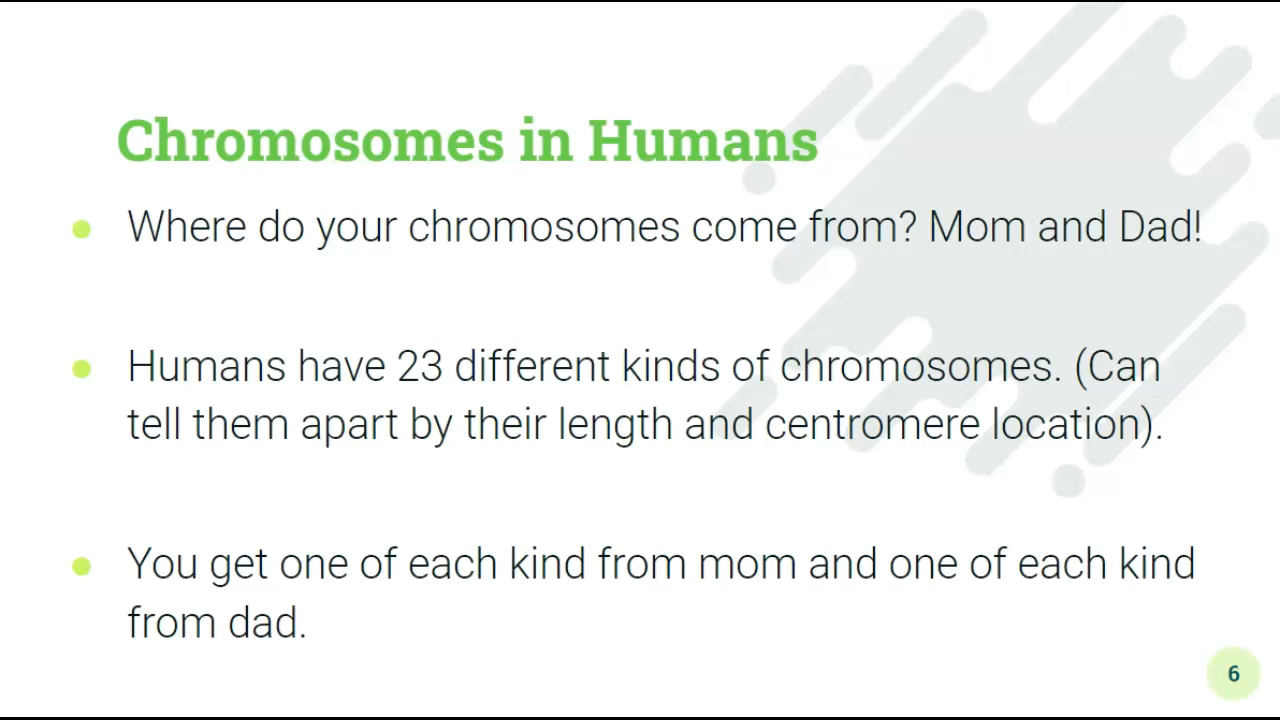 Chromosomes in Humans
Where do your chromosomes come from? Mom and Dad!
Humans have 23 different kinds of chromosomes. (Can
tell them apart by their length and centromere location).
You get one of each kind from mom and one of each kind
from dad.
6